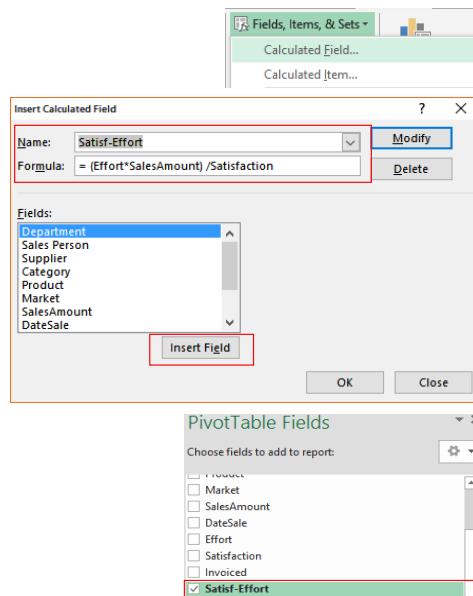 Fields, Items, & Sets
Calculated Field...
Calculated Item...
Insert Calculated Field ?
Name: Satisf-Effort Modify
Formula: = (Effort*SalesAmount) /Satisfaction Delete
Fields:
Department
Sales Person
Supplier
Category
Product
Market
SalesAmount
DateSale
Insert Field
OK Close
PivotTable Fields
Choose fields to add to report:
Product
Market
SalesAmount
DateSale
Effort
Satisfaction
Invoiced
Satisf-Effort